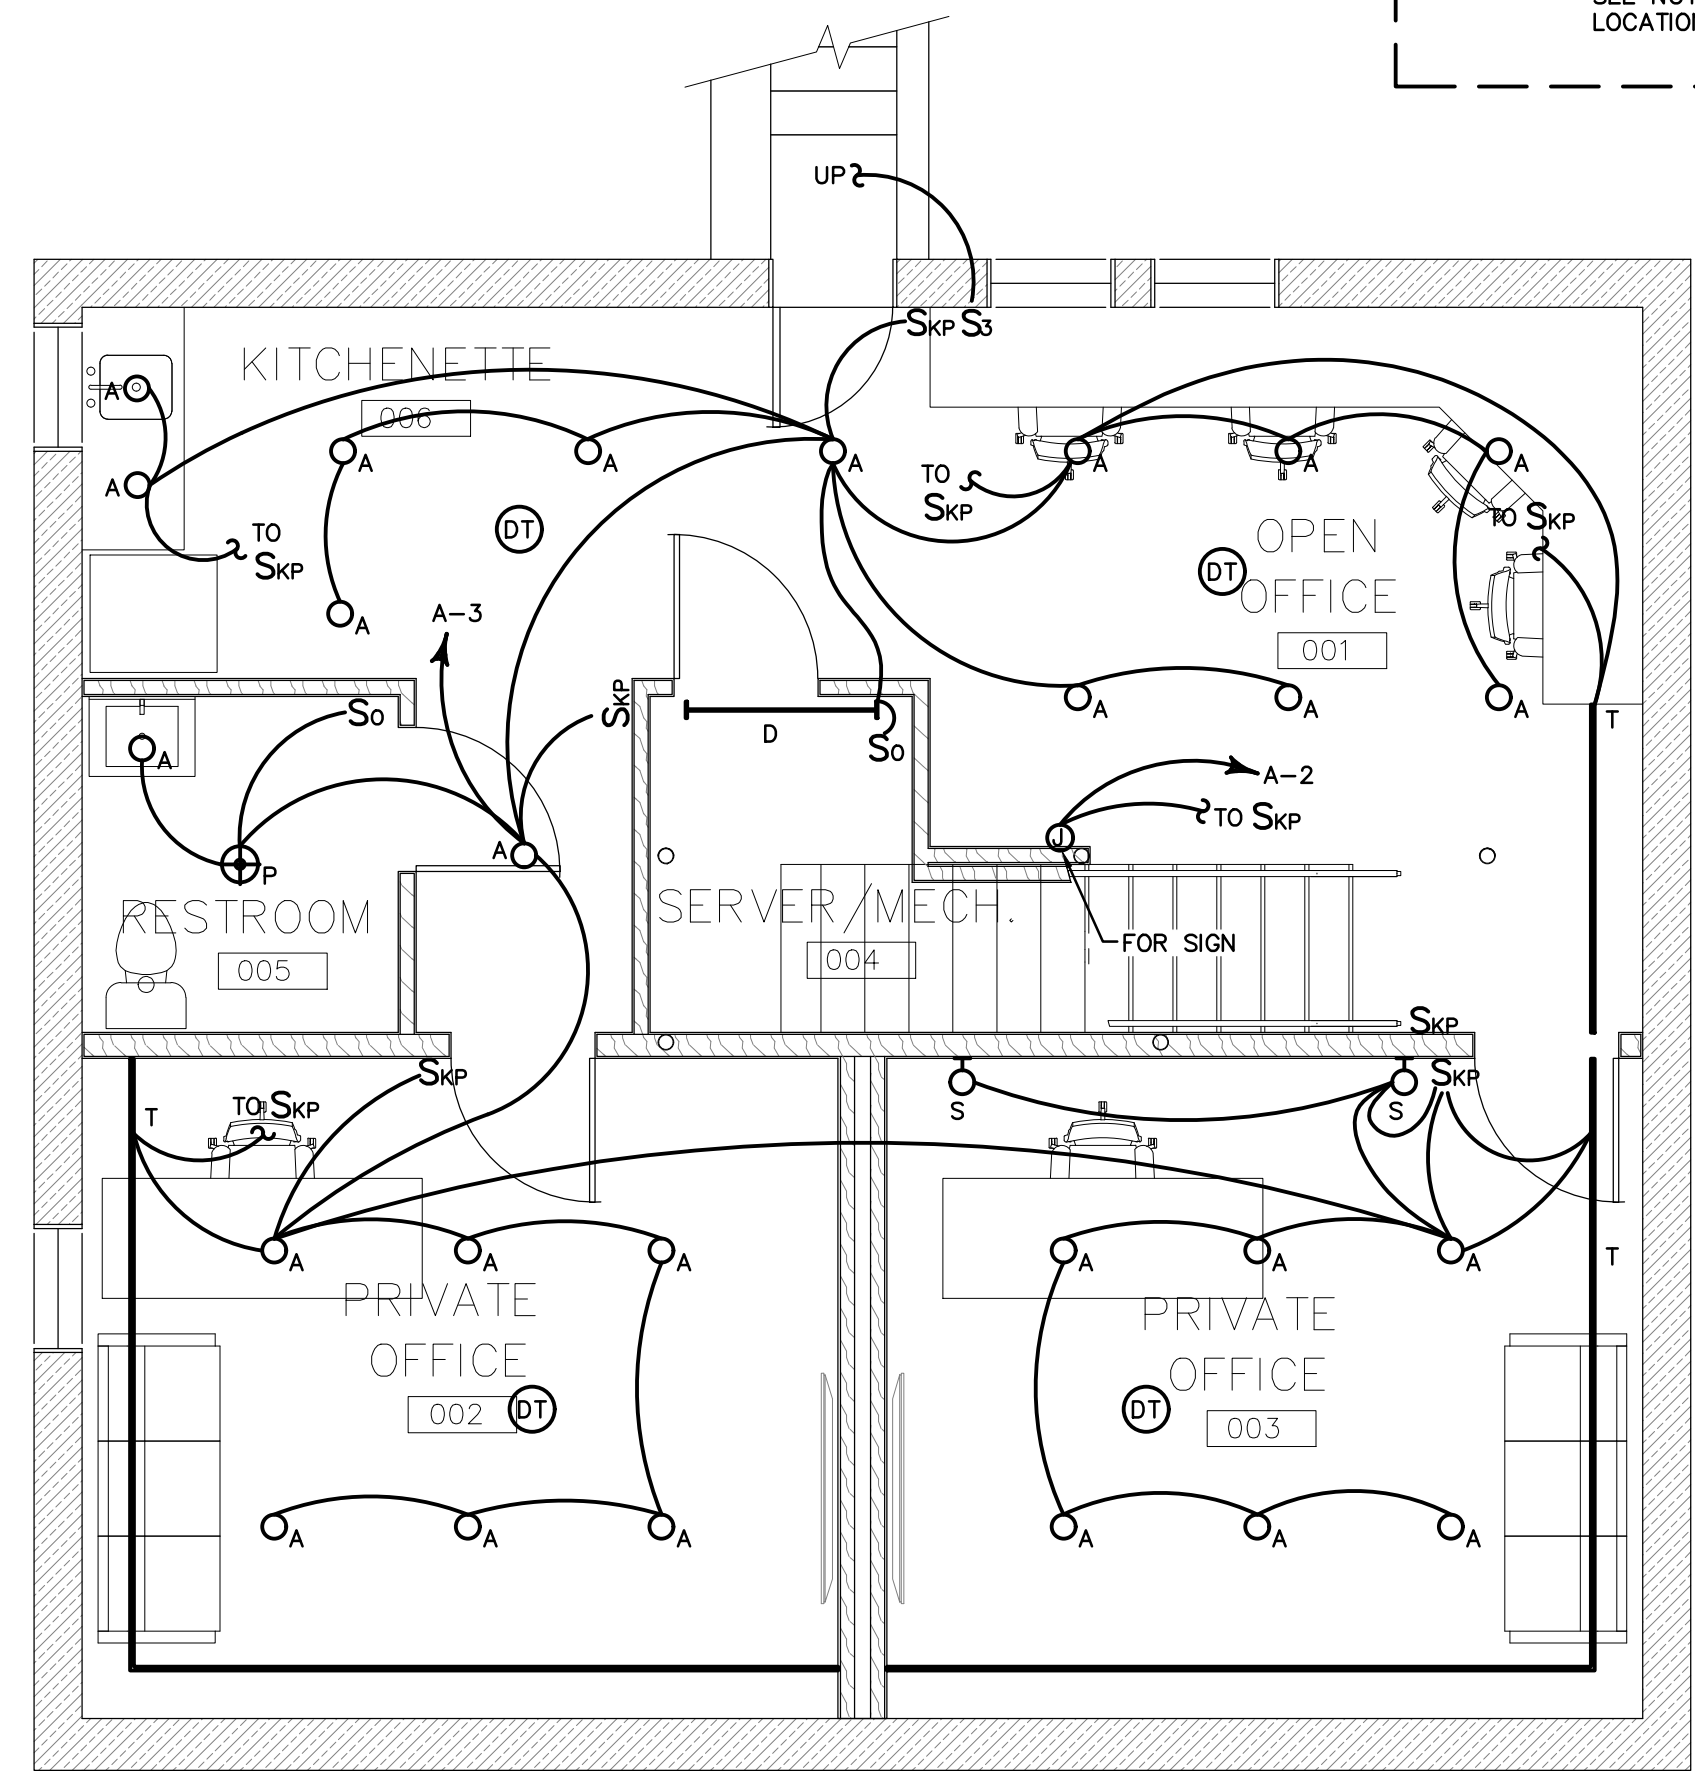 SEE NOT
LOCATION
UP
SKP S3
KITCHENETTE
006
A
A
A
A
A
A
A
A
A
TO
SKP
TO
SKP
DT
TO SKP
OPEN
OFFICE
001
DT
A-3
A
SKP
A
A
A
T
SO
A
D
SO
A-2
TO SKP
J
A
P
RESTROOM
005
SERVER/MECH.
004
FOR SIGN
SKP
SKP
SKP
T
TO SKP
S
S
A
A
A
A
A
A
T
PRIVATE
OFFICE
002
DT
PRIVATE
OFFICE
003
DT
A
A
A
A
A
A